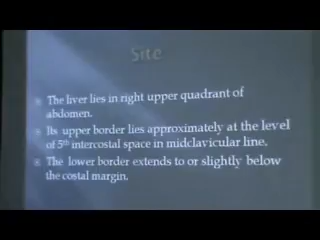 Site
The liver lies in right upper quadrant of
abdomen.
Its upper border lies approximately at the level
of 5th intercostal space in midclavicular line.
The lower border extends to or slightly below
the costal margin.